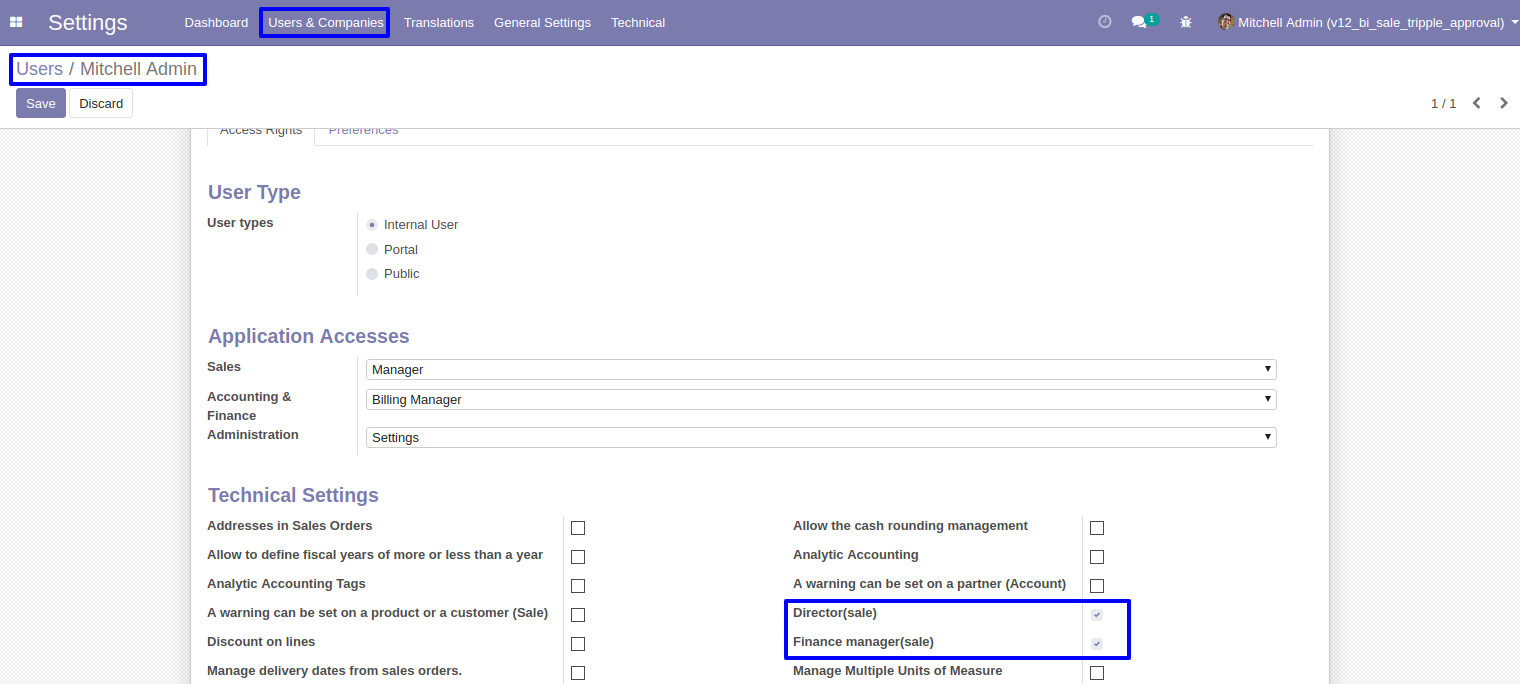 Settings Dashboard Users & Companies Translations General Settings Technical 1 Mitchell Admin (v12_bi_sale_tripple_approval)
Users / Mitchell Admin
Save Discard 1 / 1
Access Rights Preferences
User Type
User types Internal User
Portal
Public
Application Accesses
Sales Manager
Accounting & Finance Billing Manager
Administration Settings
Technical Settings
Addresses in Sales Orders Allow the cash rounding management
Allow to define fiscal years of more or less than a year Analytic Accounting
Analytic Accounting Tags A warning can be set on a partner (Account)
A warning can be set on a product or a customer (Sale) Director(sale)
Discount on lines Finance manager(sale)
Manage delivery dates from sales orders. Manage Multiple Units of Measure